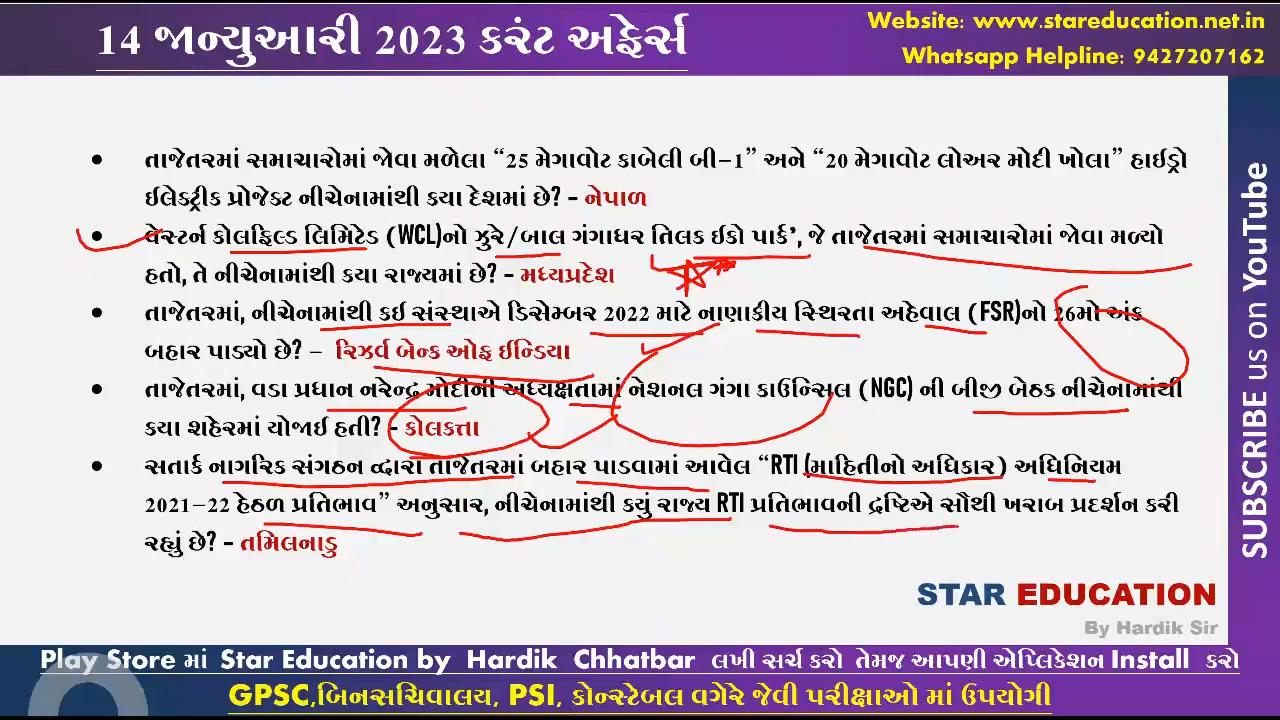 14 જાન્યુઆરી 2023 કરંટ અફેર્સ
Website: www.stareducation.net.in
Whatsapp Helpline: 9427207162
• તાજેતરમાં સમાચારોમાં જોવા મળેલા “25 મેગાવોટ કાબેલી બી-1” અને “20 મેગાવોટ લોઅર મોદી ખોલા” હાઈડ્રો
ઈલેક્ટ્રીક પ્રોજેક્ટ નીચેનામાંથી કયા દેશમાં છે? - નેપાળ
• વેસ્ટર્ન કોલફિલ્ડ લિમિટેડ (WCL)નો ઝુરે/બાલ ગંગાધર તિલક ઈકો પાર્ક’, જે તાજેતરમાં સમાચારોમાં જોવા મળ્યો
હતો, તે નીચેનામાંથી કયા રાજ્યમાં છે? - મધ્યપ્રદેશ
• તાજેતરમાં, નીચેનામાંથી કઈ સંસ્થાએ ડિસેમ્બર 2022 માટે નાણાકીય સ્થિરતા અહેવાલ (FSR)નો 26મો અંક
બહાર પાડ્યો છે? – રિઝર્વ બેન્ક ઓફ ઈન્ડિયા
• તાજેતરમાં, વડા પ્રધાન નરેન્દ્ર મોદીની અધ્યક્ષતામાં નેશનલ ગંગા કાઉન્સિલ (NGC) ની બીજી બેઠક નીચેનામાંથી
કયા શહેરમાં યોજાઈ હતી? - કોલકત્તા
• સતાર્ક નાગરિક સંગઠન દ્વારા તાજેતરમાં બહાર પાડવામાં આવેલ “RTI (માહિતીનો અધિકાર) અધિનિયમ
2021-22 હેઠળ પ્રતિભાવ” અનુસાર, નીચેનામાંથી કયું રાજ્ય RTI પ્રતિભાવની દ્રષ્ટિએ સૌથી ખરાબ પ્રદર્શન કરી
રહ્યું છે? - તમિલનાડુ
STAR EDUCATION
By Hardik Sir
SUBSCRIBE us on YouTube
Play Store માં Star Education by Hardik Chhatbar લખી સર્ચ કરો તેમજ આપણી એપ્લિકેશન Install કરો
GPSC,બિનસચિવાલય, PSI, કોન્સ્ટેબલ વગેરે જેવી પરીક્ષાઓ માં ઉપયોગી